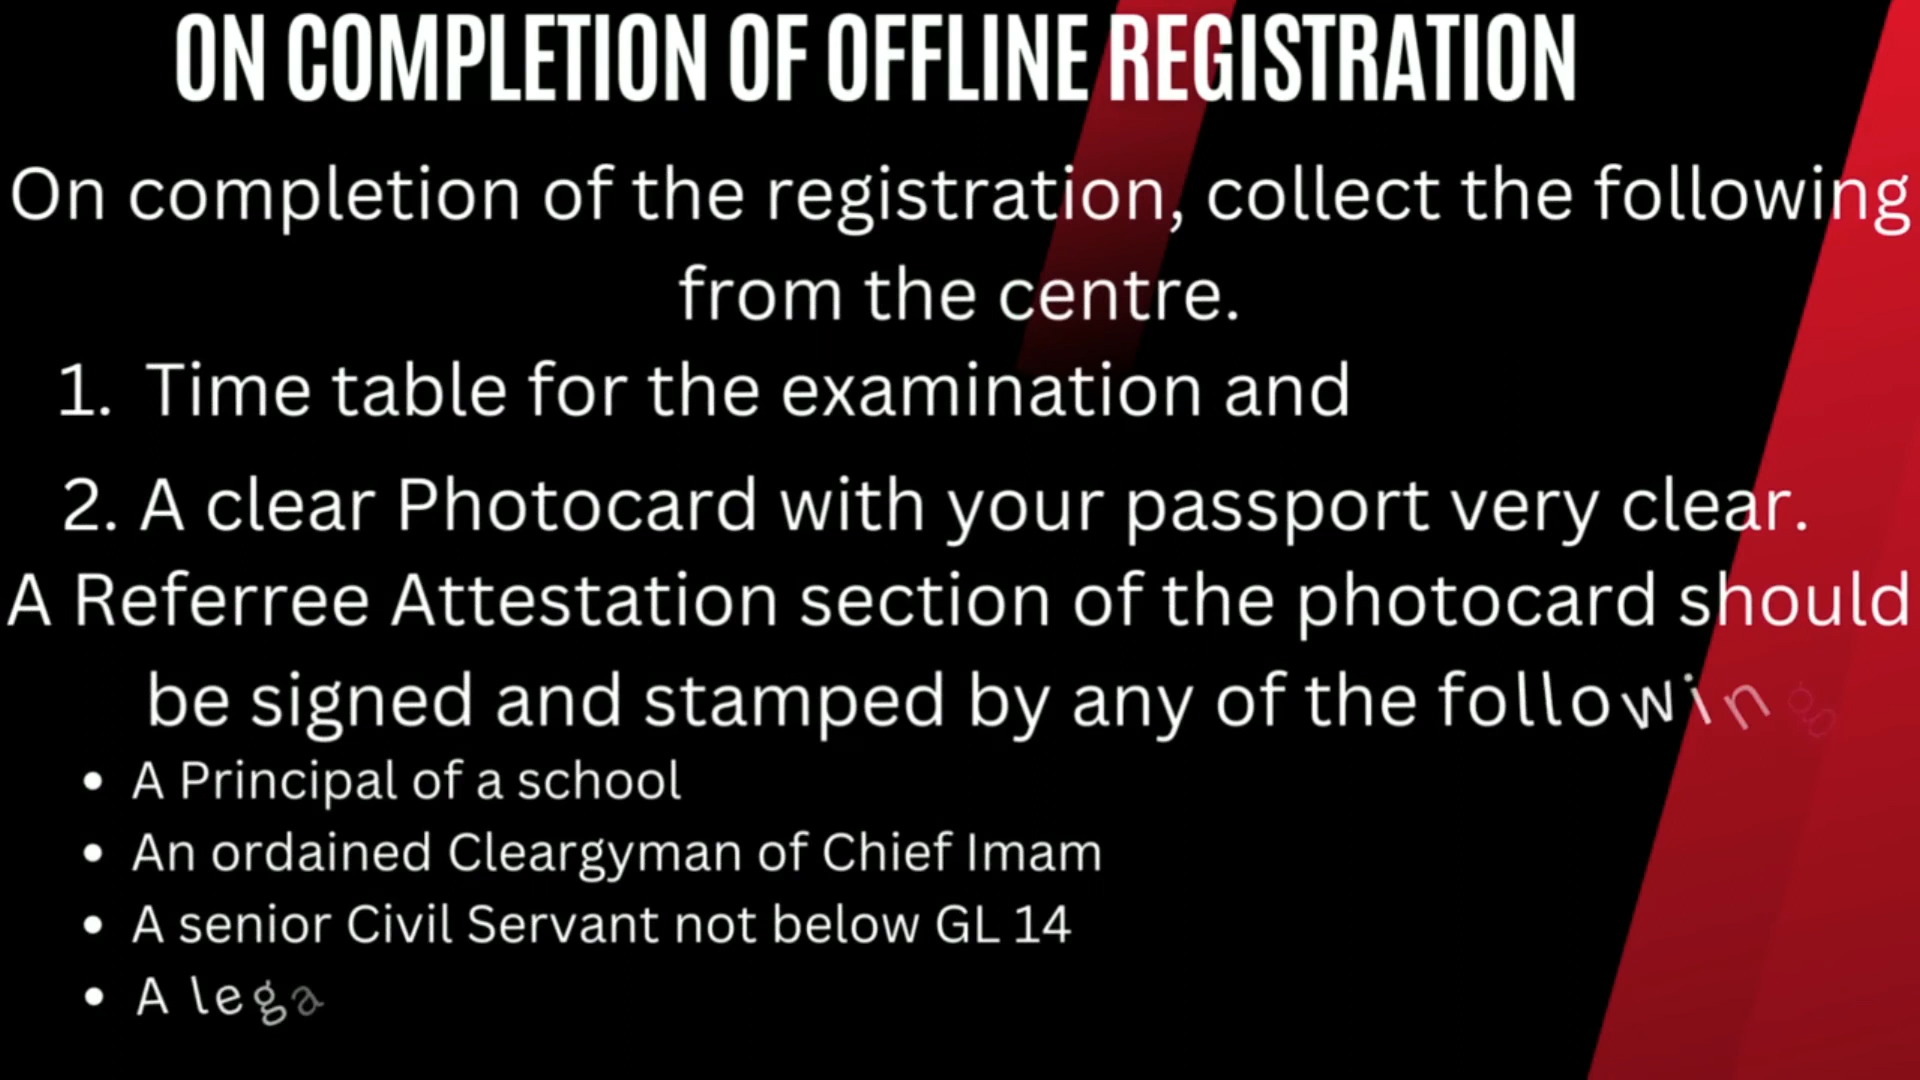 ON COMPLETION OF OFFLINE REGISTRATION
On completion of the registration, collect the following
from the centre.
1. Time table for the examination and
2. A clear Photocard with your passport very clear.
A Referree Attestation section of the photocard should
be signed and stamped by any of the following
• A Principal of a school
• An ordained Cleargyman of Chief Imam
• A senior Civil Servant not below GL 14
• A lega